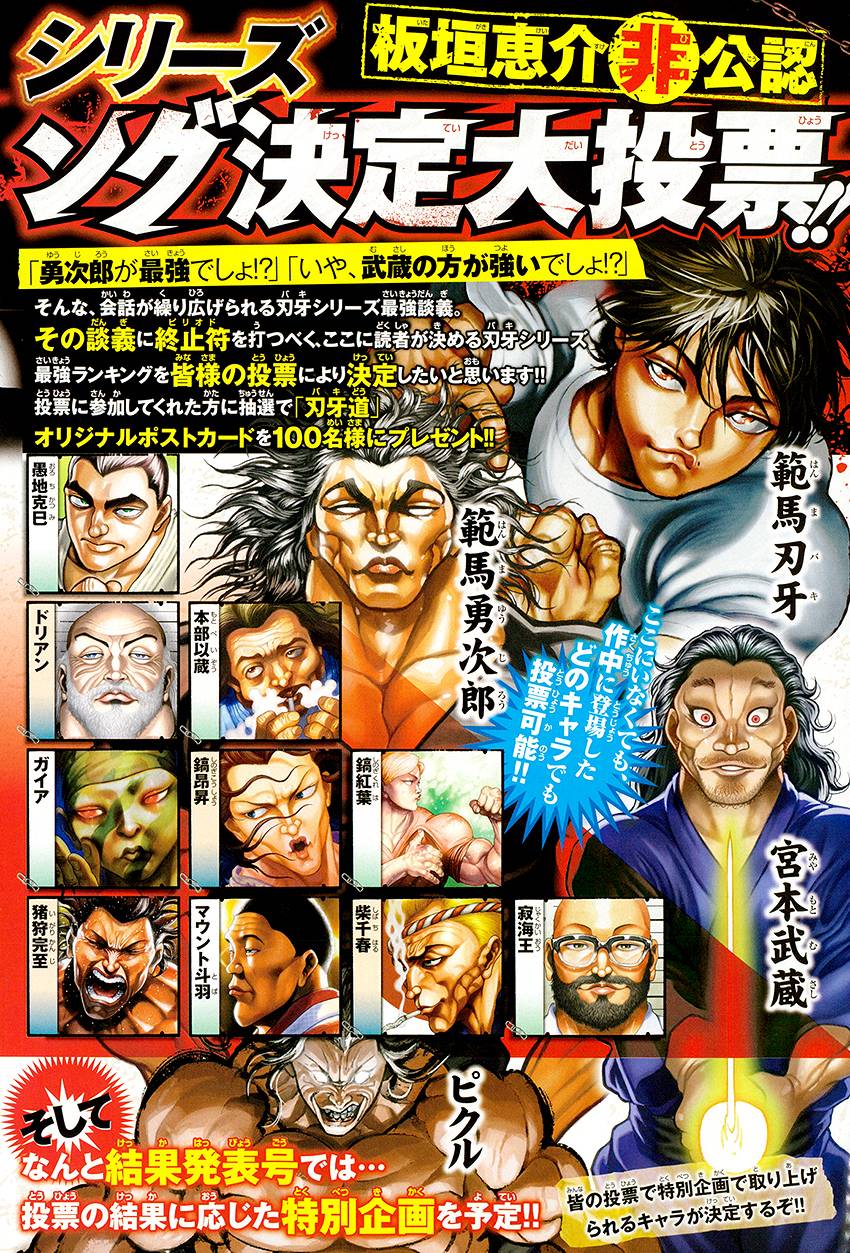 板垣恵介非公認
シリーズ
ング決定大投票!!
「勇次郎が最強でしょ!?」「いや、武蔵の方が強いでしょ!?」
そんな、会話が繰り広げられる刃牙シリーズ最強談義。
その談義に終止符を打つべく、ここに読者が決める刃牙シリーズ
最強ランキングを皆様の投票により決定したいと思います!!
投票に参加してくれた方に抽選で「刃牙道」
オリジナルポストカードを100名様にプレゼント!!
範馬刃牙
範馬勇次郎
愚地克巳
ドリアン
本部以蔵
ここにいなくても、
作中に登場した
どのキャラでも
投票可能!!
ガイア
鎬昂昇
鎬紅葉
宮本武蔵
猪狩完至
マウント斗羽
柴千春
寂海王
ピクル
そして
なんと結果発表号では…
投票の結果に応じた特別企画を予定!!
皆の投票で特別企画で取り上げ
られるキャラが決定するぞ!!